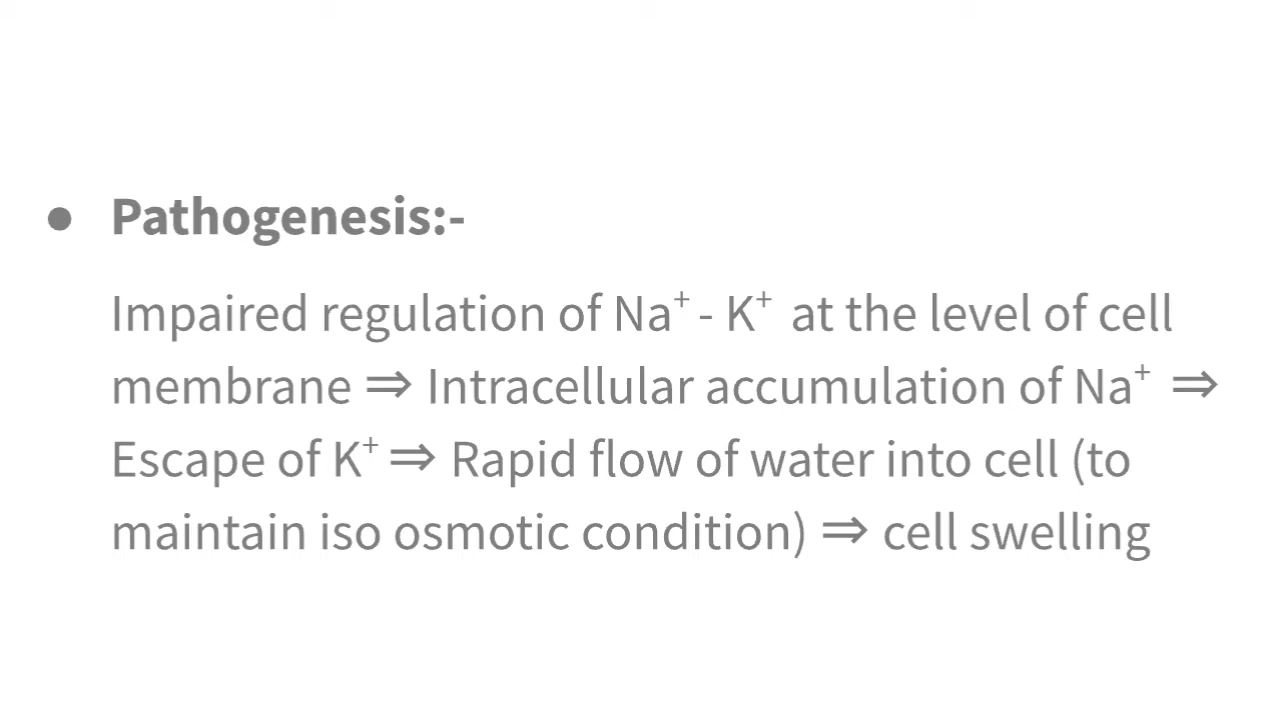 ● Pathogenesis:-
Impaired regulation of Na⁺ - K⁺ at the level of cell
membrane ⇒ Intracellular accumulation of Na⁺ ⇒
Escape of K⁺ ⇒ Rapid flow of water into cell (to
maintain iso osmotic condition) ⇒ cell swelling